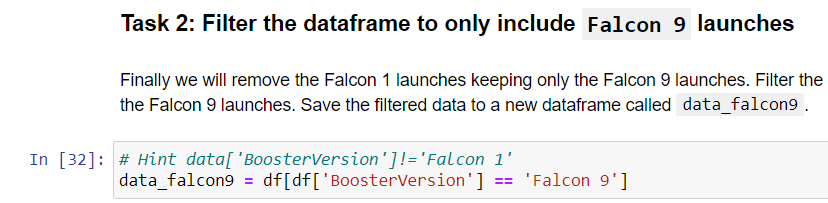 Task 2: Filter the dataframe to only include Falcon 9 launches
Finally we will remove the Falcon 1 launches keeping only the Falcon 9 launches. Filter the
the Falcon 9 launches. Save the filtered data to a new dataframe called data_falcon9 .
In [32]: # Hint data['BoosterVersion']!='Falcon 1'
data_falcon9 = df[df['BoosterVersion'] == 'Falcon 9']